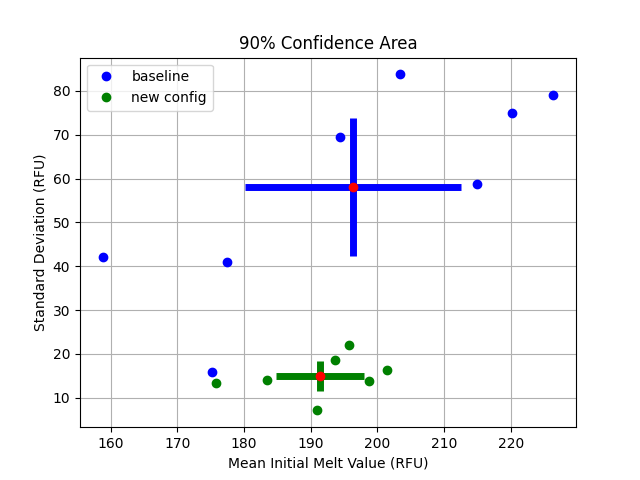 90% Confidence Area
baseline
new config
Standard Deviation (RFU)
80
70
60
50
40
30
20
10
160 170 180 190 200 210 220
Mean Initial Melt Value (RFU)